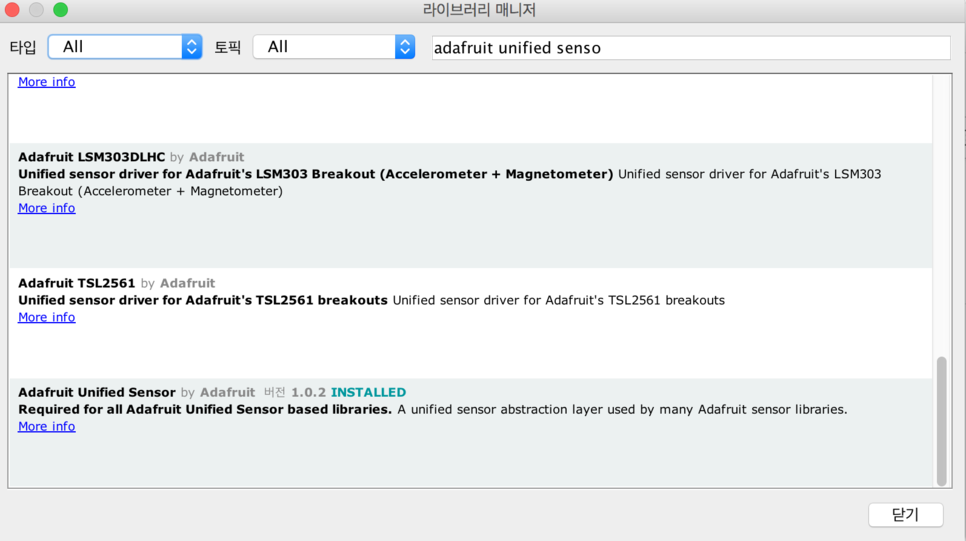 라이브러리 매니저
타입 All 토픽 All adafruit unified senso
More info
Adafruit LSM303DLHC by Adafruit
Unified sensor driver for Adafruit's LSM303 Breakout (Accelerometer + Magnetometer) Unified sensor driver for Adafruit's LSM303
Breakout (Accelerometer + Magnetometer)
More info
Adafruit TSL2561 by Adafruit
Unified sensor driver for Adafruit's TSL2561 breakouts Unified sensor driver for Adafruit's TSL2561 breakouts
More info
Adafruit Unified Sensor by Adafruit 버전 1.0.2 INSTALLED
Required for all Adafruit Unified Sensor based libraries. A unified sensor abstraction layer used by many Adafruit sensor libraries.
More info
닫기